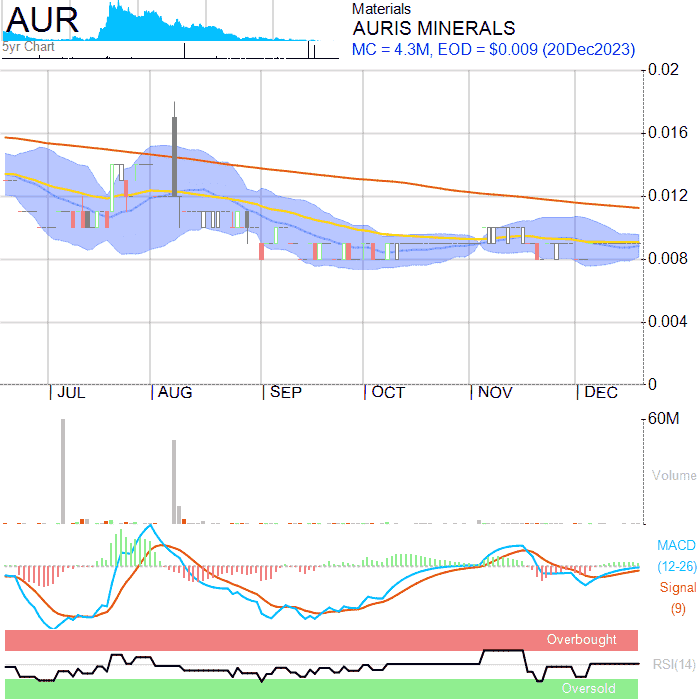 AUR
5yr Chart
Materials
AURIS MINERALS
MC = 4.3M, EOD = $0.009 (20Dec2023)
0.02
0.016
0.012
0.008
0.004
0
JUL AUG SEP OCT NOV DEC
60M
Volume
MACD
(12-26)
Signal
(9)
Overbought
RSI(14)
Oversold